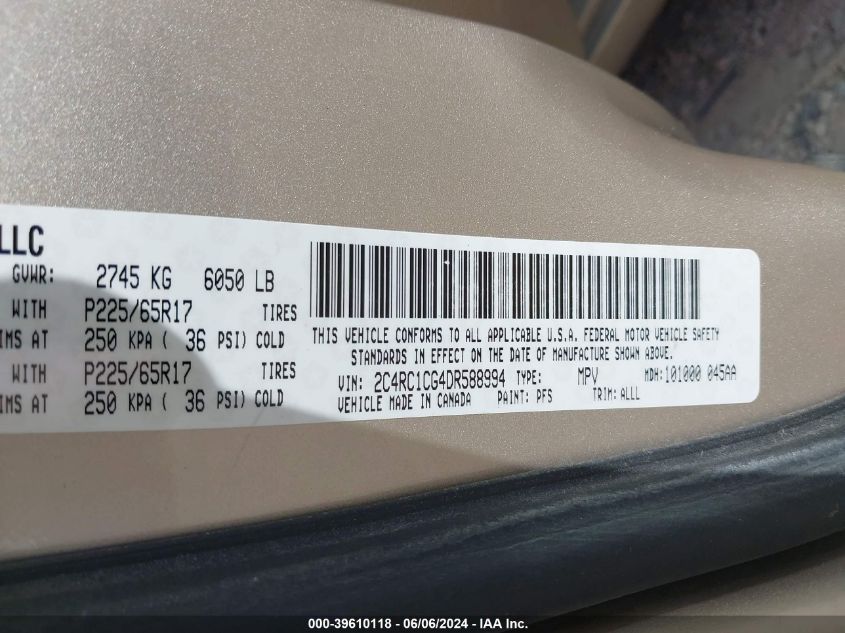 LLC
GVWR: 2745 KG 6050 LB
WITH P225/65R17 TIRES
IMS AT 250 KPA ( 36 PSI) COLD
WITH P225/65R17 TIRES
IMS AT 250 KPA ( 36 PSI) COLD
THIS VEHICLE CONFORMS TO ALL APPLICABLE U.S.A. FEDERAL MOTOR VEHICLE SAFETY
STANDARDS IN EFFECT ON THE DATE OF MANUFACTURE SHOWN ABOVE.
VIN: 2C4RC1CG4DR588994 TYPE: MPV MDH: 101000 045AA
VEHICLE MADE IN CANADA PAINT: PFS TRIM: ALLL
000-39610118 - 06/06/2024 - IAA Inc.